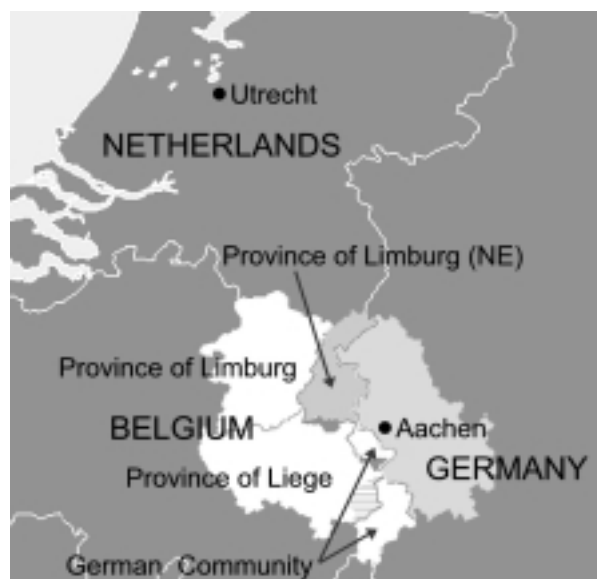 Utrecht
NETHERLANDS
Province of Limburg (NE)
Province of Limburg
BELGIUM
Aachen
Province of Liege
GERMANY
German Community